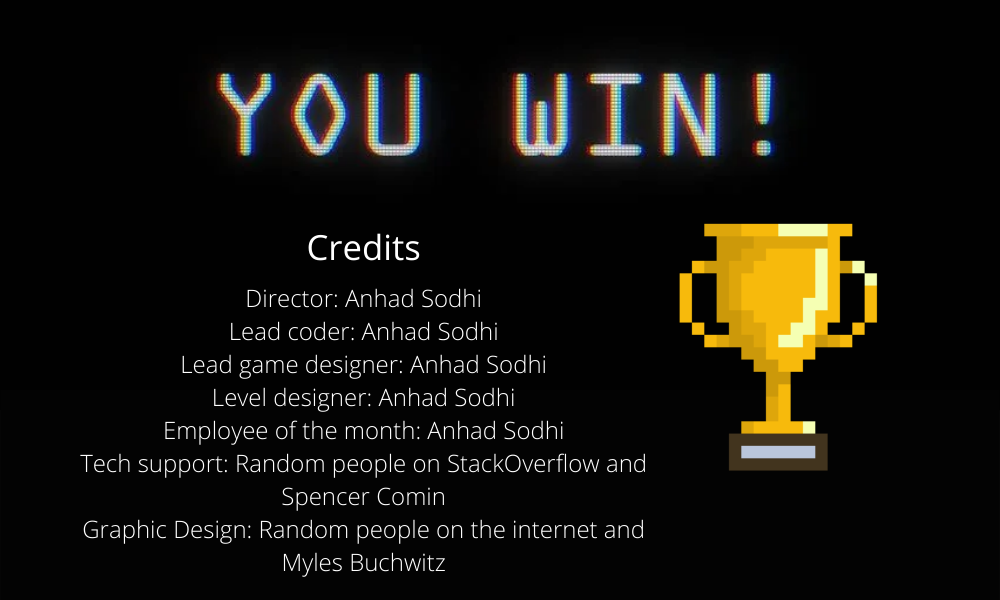 YOU WIN!
Credits
Director: Anhad Sodhi
Lead coder: Anhad Sodhi
Lead game designer: Anhad Sodhi
Level designer: Anhad Sodhi
Employee of the month: Anhad Sodhi
Tech support: Random people on StackOverflow and
Spencer Comin
Graphic Design: Random people on the internet and
Myles Buchwitz